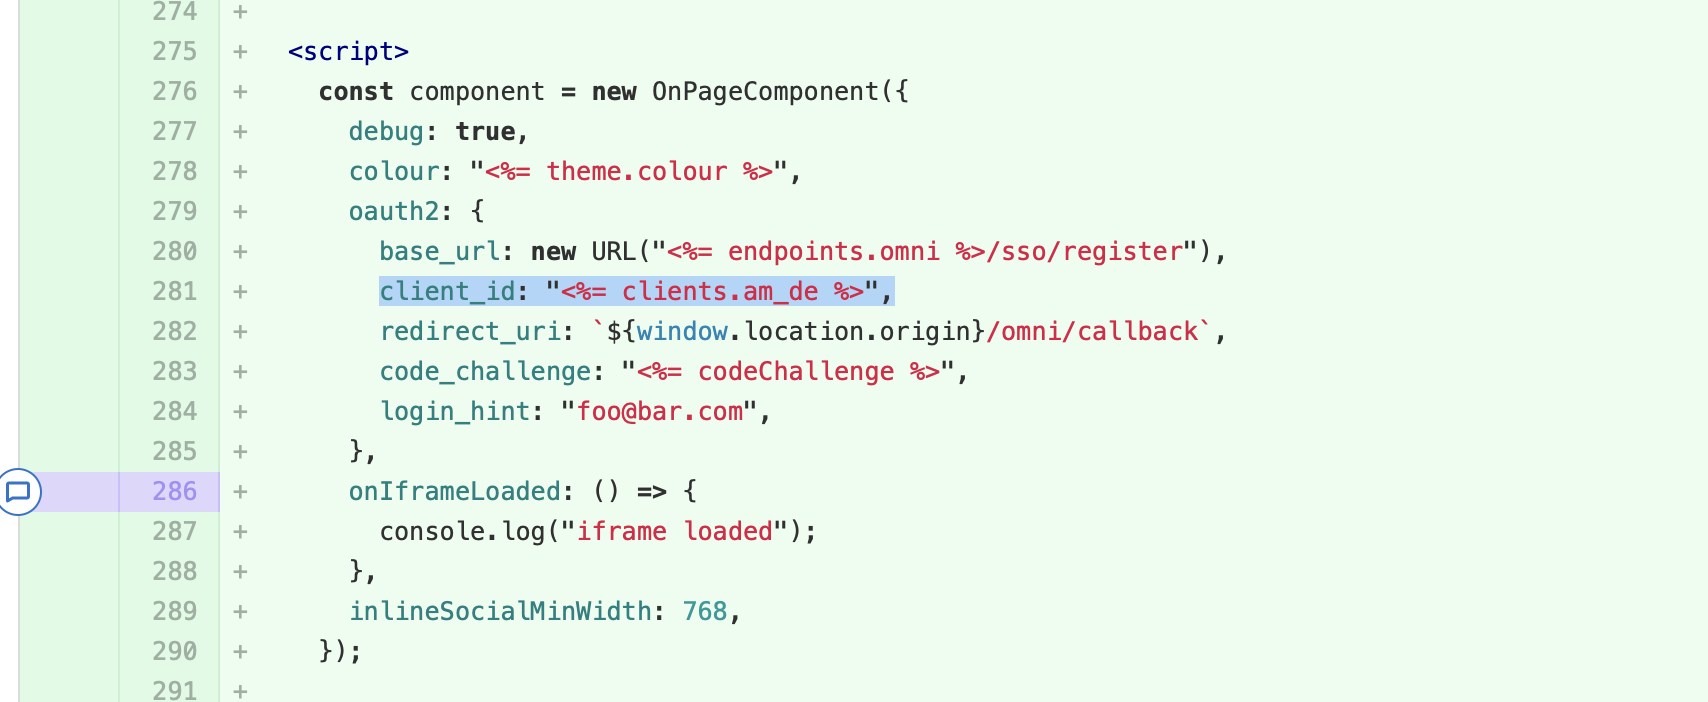 274 +
275 + <script>
276 + const component = new OnPageComponent({
277 + debug: true,
278 + colour: "<%= theme.colour %>",
279 + oauth2: {
280 + base_url: new URL("<%= endpoints.omni %>/sso/register"),
281 + client_id: "<%= clients.am_de %>",
282 + redirect_uri: `${window.location.origin}/omni/callback`,
283 + code_challenge: "<%= codeChallenge %>",
284 + login_hint: "foo@bar.com",
285 + },
286 + onIframeLoaded: () => {
287 + console.log("iframe loaded");
288 + },
289 + inlineSocialMinWidth: 768,
290 + });
291 +